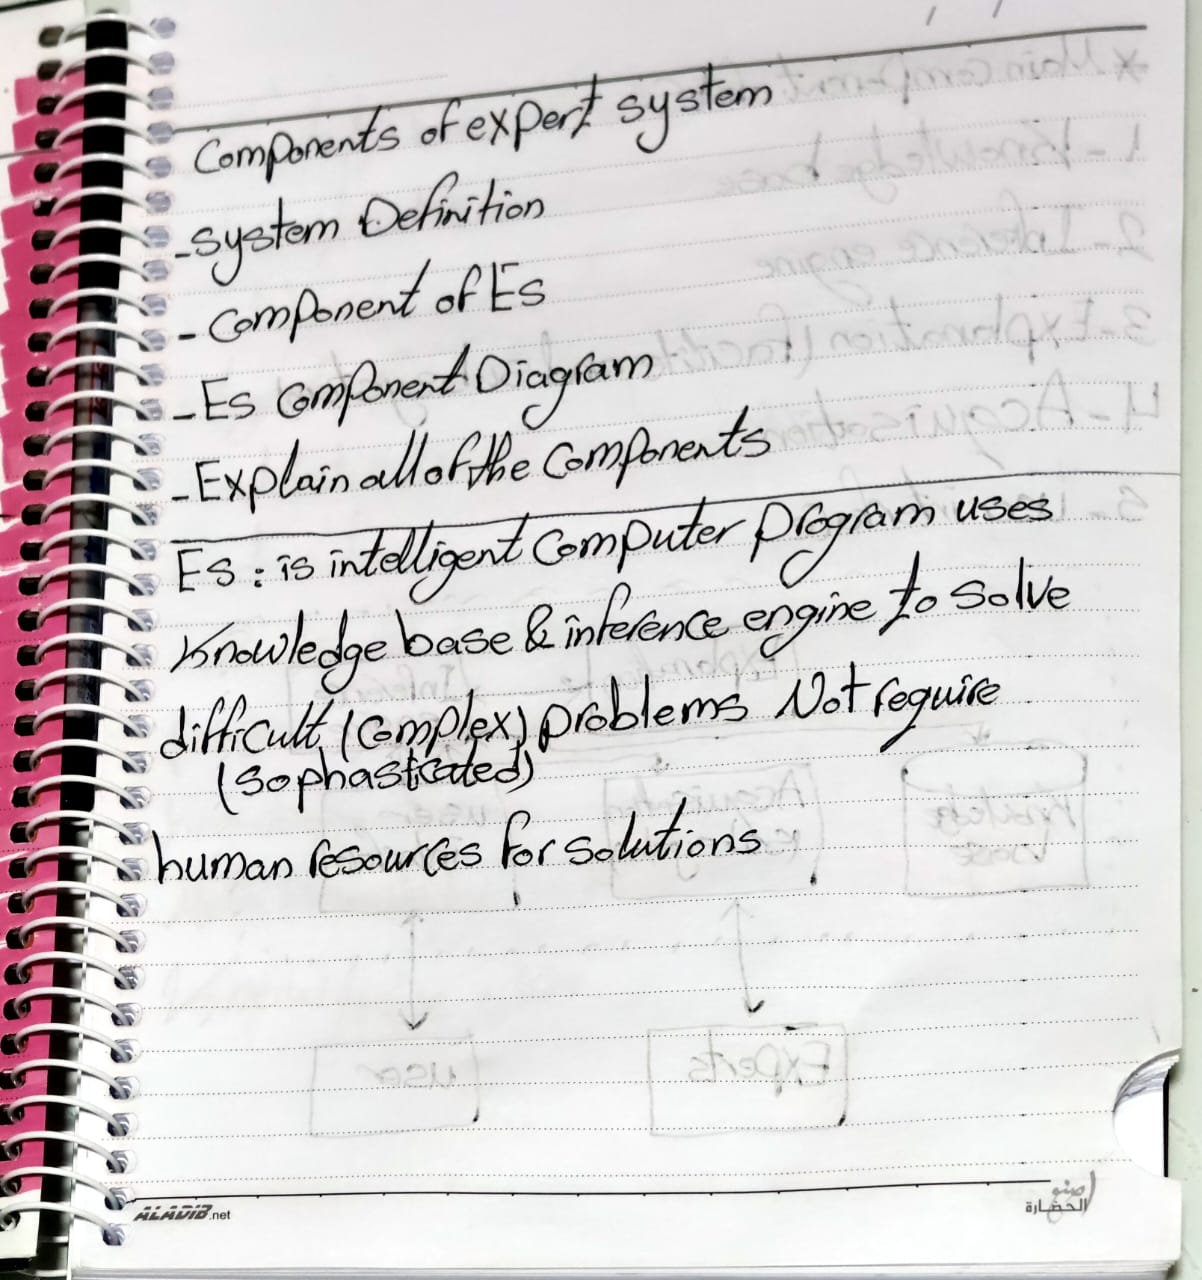 Components of expert system
- System Definition
- Component of Es
- Es Component Diagram
- Explain all of the Components
Es : is intelligent Computer program uses
Knowledge base & inference engine to solve
difficult (Complex) problems Not require
(sophasticated)
human resources for solutions
ALADIB.net
الحضارة